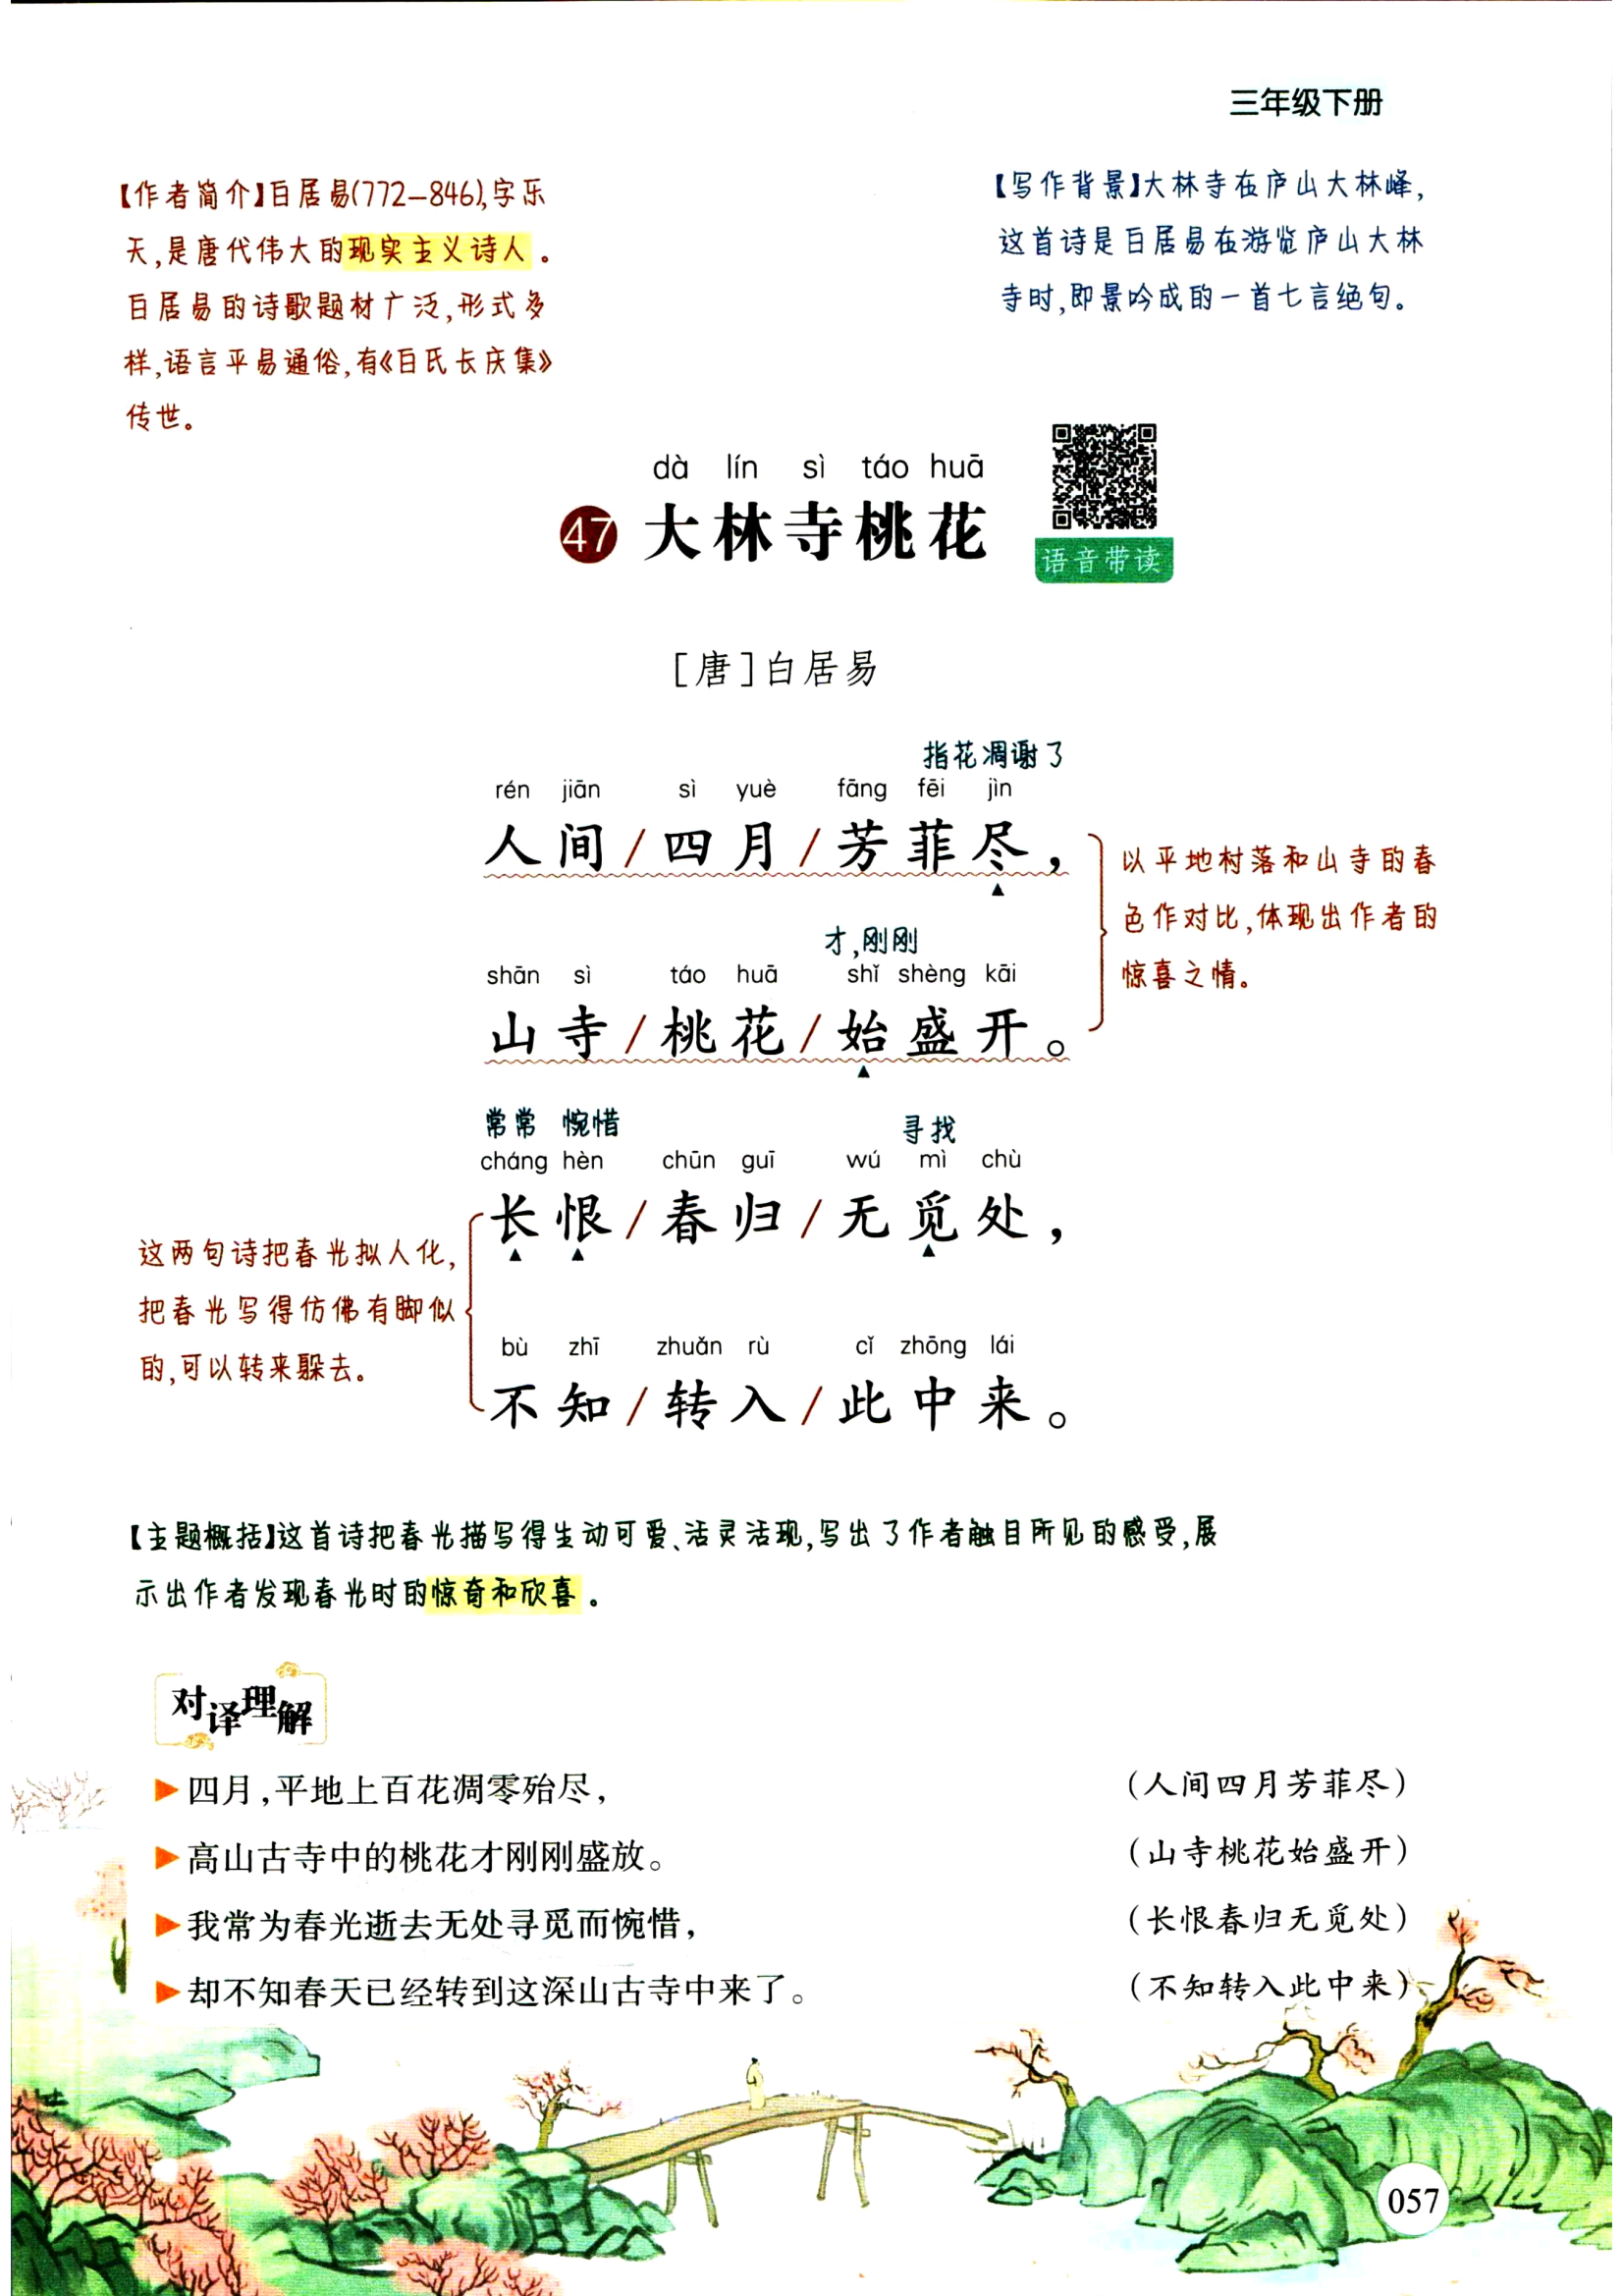 三年级下册
【作者简介】白居易(772—846),字乐
天,是唐代伟大的现实主义诗人。
白居易的诗歌题材广泛,形式多
样,语言平易通俗,有《白氏长庆集》
传世。
【写作背景】大林寺在庐山大林峰,
这首诗是白居易在游览庐山大林
寺时,即景吟成的一首七言绝句。
dà lín sì táo huā
47 大林寺桃花
语音带读
[唐]白居易
指花凋谢了
rén jiān sì yuè fāng fēi jìn
人间/四月/芳菲尽,
才,刚刚
shān sì táo huā shǐ shèng kāi
山寺/桃花/始盛开。
以平地村落和山寺的春
色作对比,体现出作者的
惊喜之情。
常常 惋惜 寻找
cháng hèn chūn guī wú mì chù
长恨/春归/无觅处,
bù zhī zhuǎn rù cǐ zhōng lái
不知/转入/此中来。
这两句诗把春光拟人化,
把春光写得仿佛有脚似
的,可以转来躲去。
【主题概括】这首诗把春光描写得生动可爱、活灵活现,写出了作者触目所见的感受,展
示出作者发现春光时的惊奇和欣喜。
对译理解
▶四月,平地上百花凋零殆尽, (人间四月芳菲尽)
▶高山古寺中的桃花才刚刚盛放。 (山寺桃花始盛开)
▶我常为春光逝去无处寻觅而惋惜, (长恨春归无觅处)
▶却不知春天已经转到这深山古寺中来了。 (不知转入此中来)
057